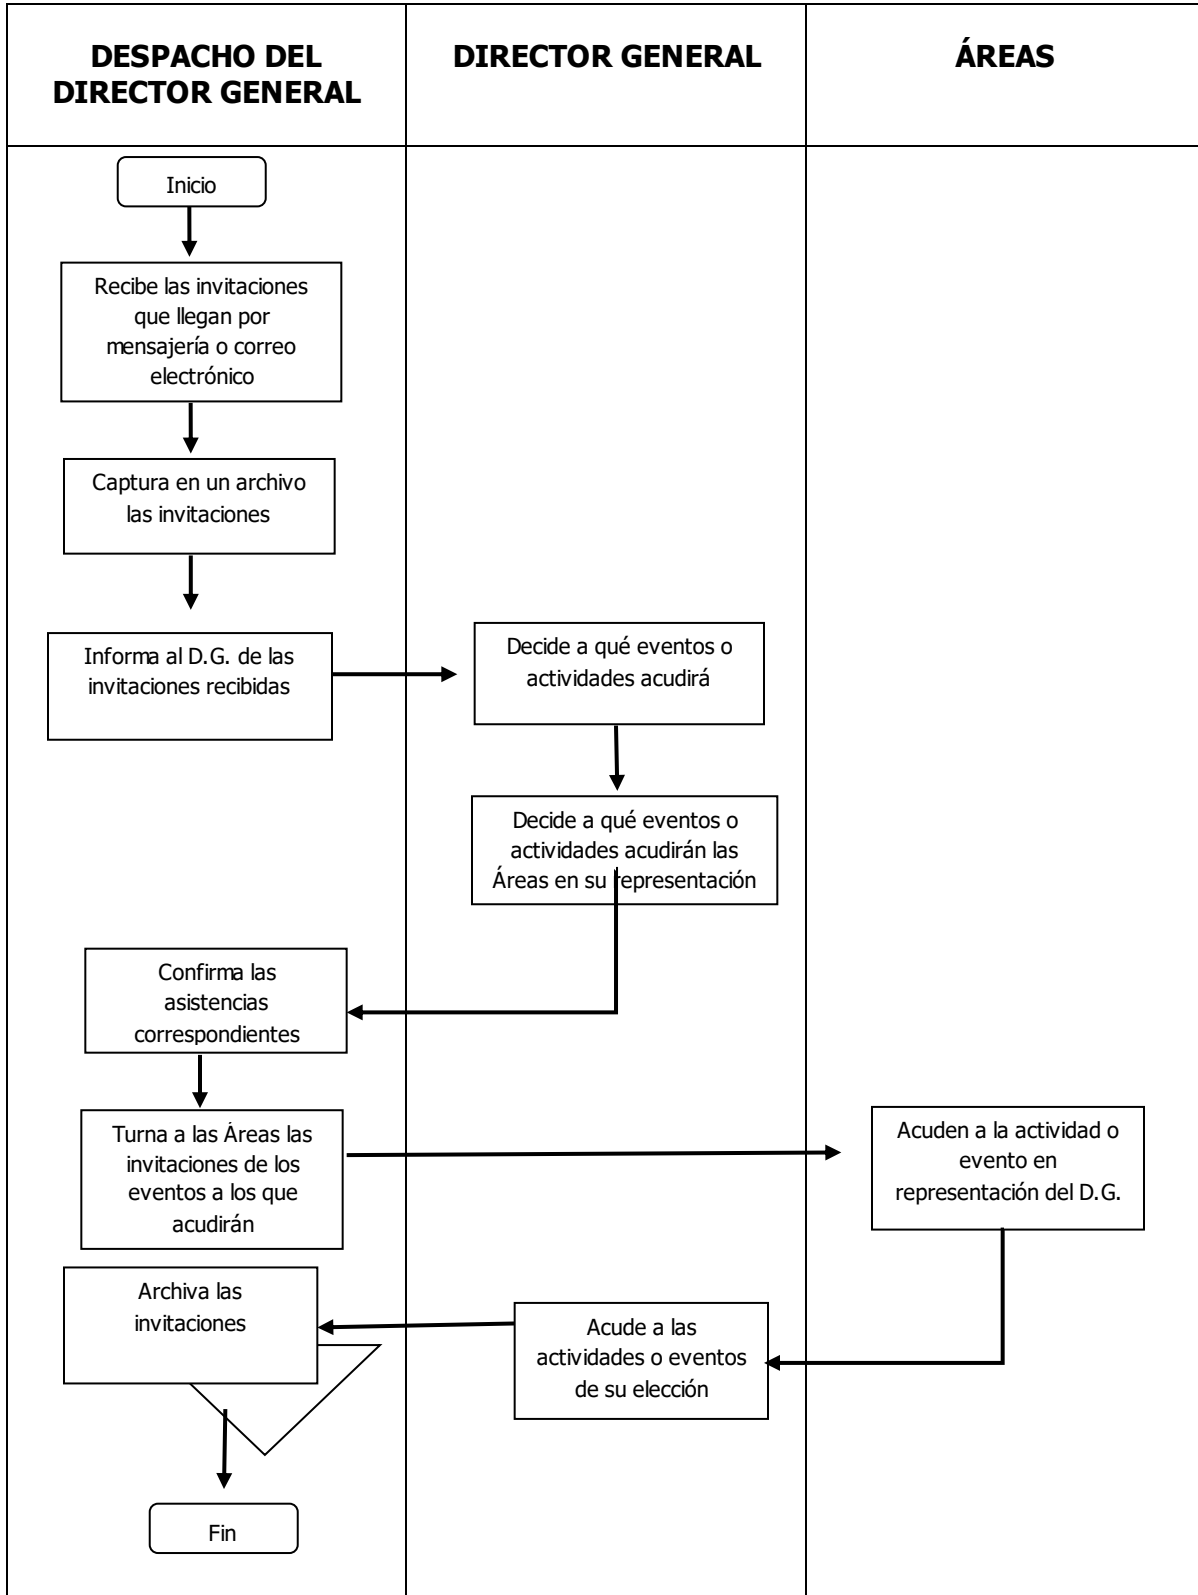 DESPACHO DEL
DIRECTOR GENERAL
DIRECTOR GENERAL
ÁREAS
Inicio
Recibe las invitaciones
que llegan por
mensajería o correo
electrónico
Captura en un archivo
las invitaciones
Informa al D.G. de las
invitaciones recibidas
Decide a qué eventos o
actividades acudirá
Decide a qué eventos o
actividades acudirán las
Áreas en su representación
Confirma las
asistencias
correspondientes
Turna a las Áreas las
invitaciones de los
eventos a los que
acudirán
Acuden a la actividad o
evento en
representación del D.G.
Acude a las
actividades o eventos
de su elección
Archiva las
invitaciones
Fin